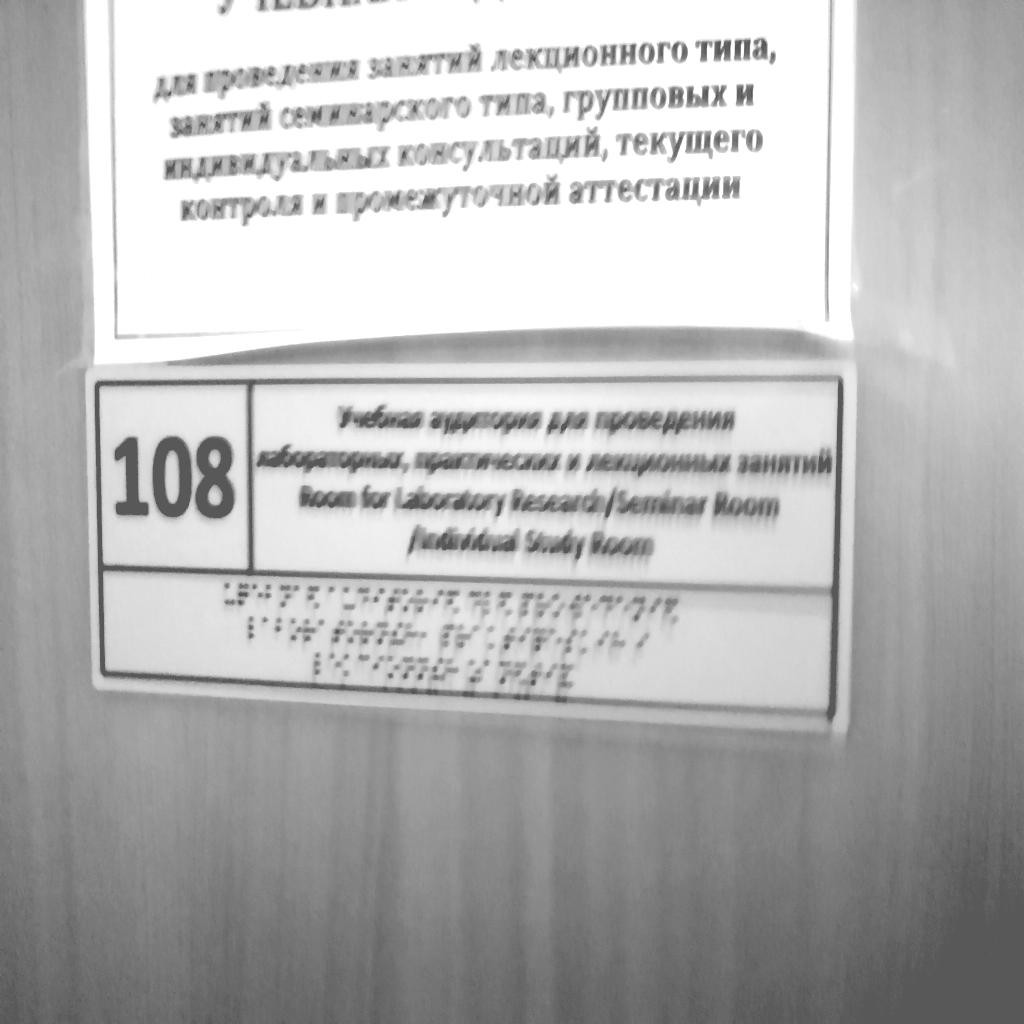 для проведения занятий лекционного типа,
занятий семинарского типа, групповых и
индивидуальных консультаций, текущего
контроля и промежуточной аттестации
108
Учебная аудитория для проведения
лабораторных, практических и лекционных занятий
Room for Laboratory Research/Seminar Room
/Individual Study Room